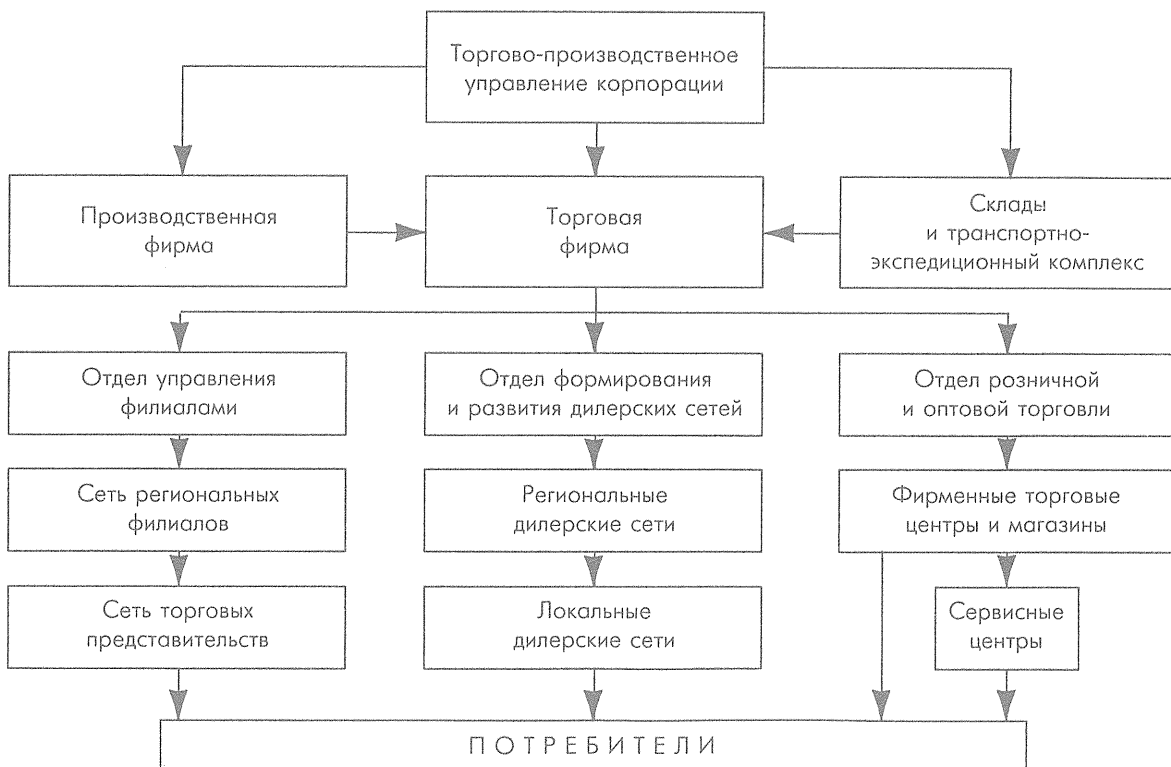 Торгово-производственное
управление корпорации
Производственная
фирма
Торговая
фирма
Склады
и транспортно-
экспедиционный комплекс
Отдел управления
филиалами
Отдел формирования
и развития дилерских сетей
Отдел розничной
и оптовой торговли
Сеть региональных
филиалов
Региональные
дилерские сети
Фирменные торговые
центры и магазины
Сеть торговых
представительств
Локальные
дилерские сети
Сервисные
центры
ПОТРЕБИТЕЛИ